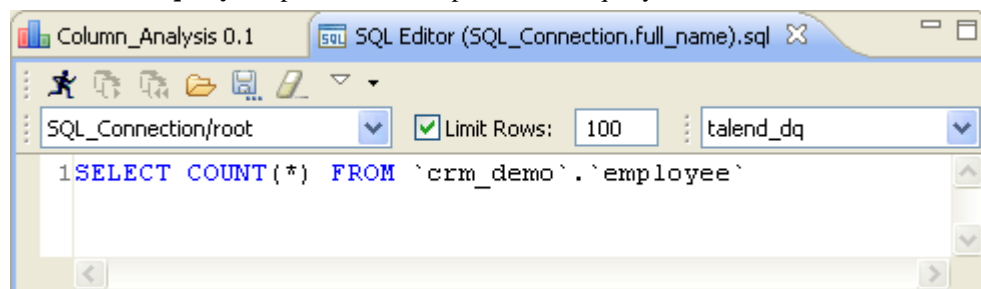 Column_Analysis 0.1
SQL Editor (SQL_Connection.full_name).sql
SQL_Connection/root
Limit Rows: 100
talend_dq
1SELECT COUNT(*) FROM `crm_demo`.`employee`